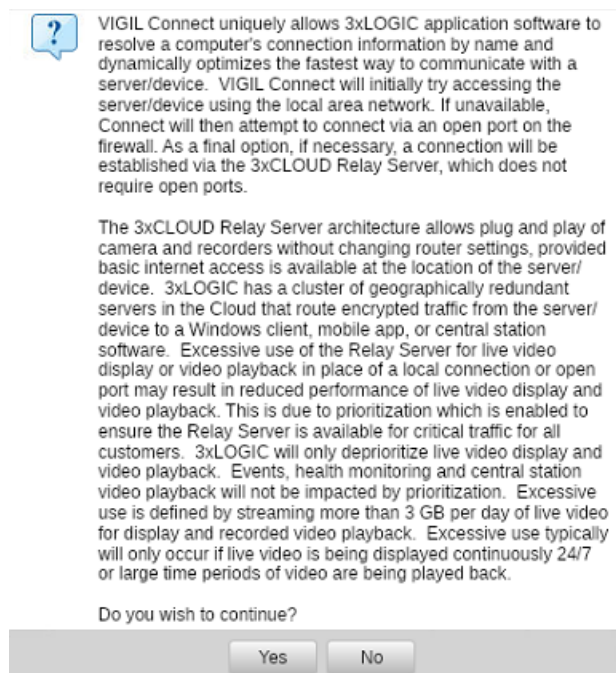 VIGIL Connect uniquely allows 3xLOGIC application software to
resolve a computer's connection information by name and
dynamically optimizes the fastest way to communicate with a
server/device.  VIGIL Connect will initially try accessing the
server/device using the local area network. If unavailable,
Connect will then attempt to connect via an open port on the
firewall. As a final option, if necessary, a connection will be
established via the 3xCLOUD Relay Server, which does not
require open ports.
The 3xCLOUD Relay Server architecture allows plug and play of
camera and recorders without changing router settings, provided
basic internet access is available at the location of the server/
device.  3xLOGIC has a cluster of geographically redundant
servers in the Cloud that route encrypted traffic from the server/
device to a Windows client, mobile app, or central station
software.  Excessive use of the Relay Server for live video
display or video playback in place of a local connection or open
port may result in reduced performance of live video display and
video playback. This is due to prioritization which is enabled to
ensure the Relay Server is available for critical traffic for all
customers.  3xLOGIC will only deprioritize live video display and
video playback.  Events, health monitoring and central station
video playback will not be impacted by prioritization.  Excessive
use is defined by streaming more than 3 GB per day of live video
for display and recorded video playback.  Excessive use typically
will only occur if live video is being displayed continuously 24/7
or large time periods of video are being played back.
Do you wish to continue?
Yes No